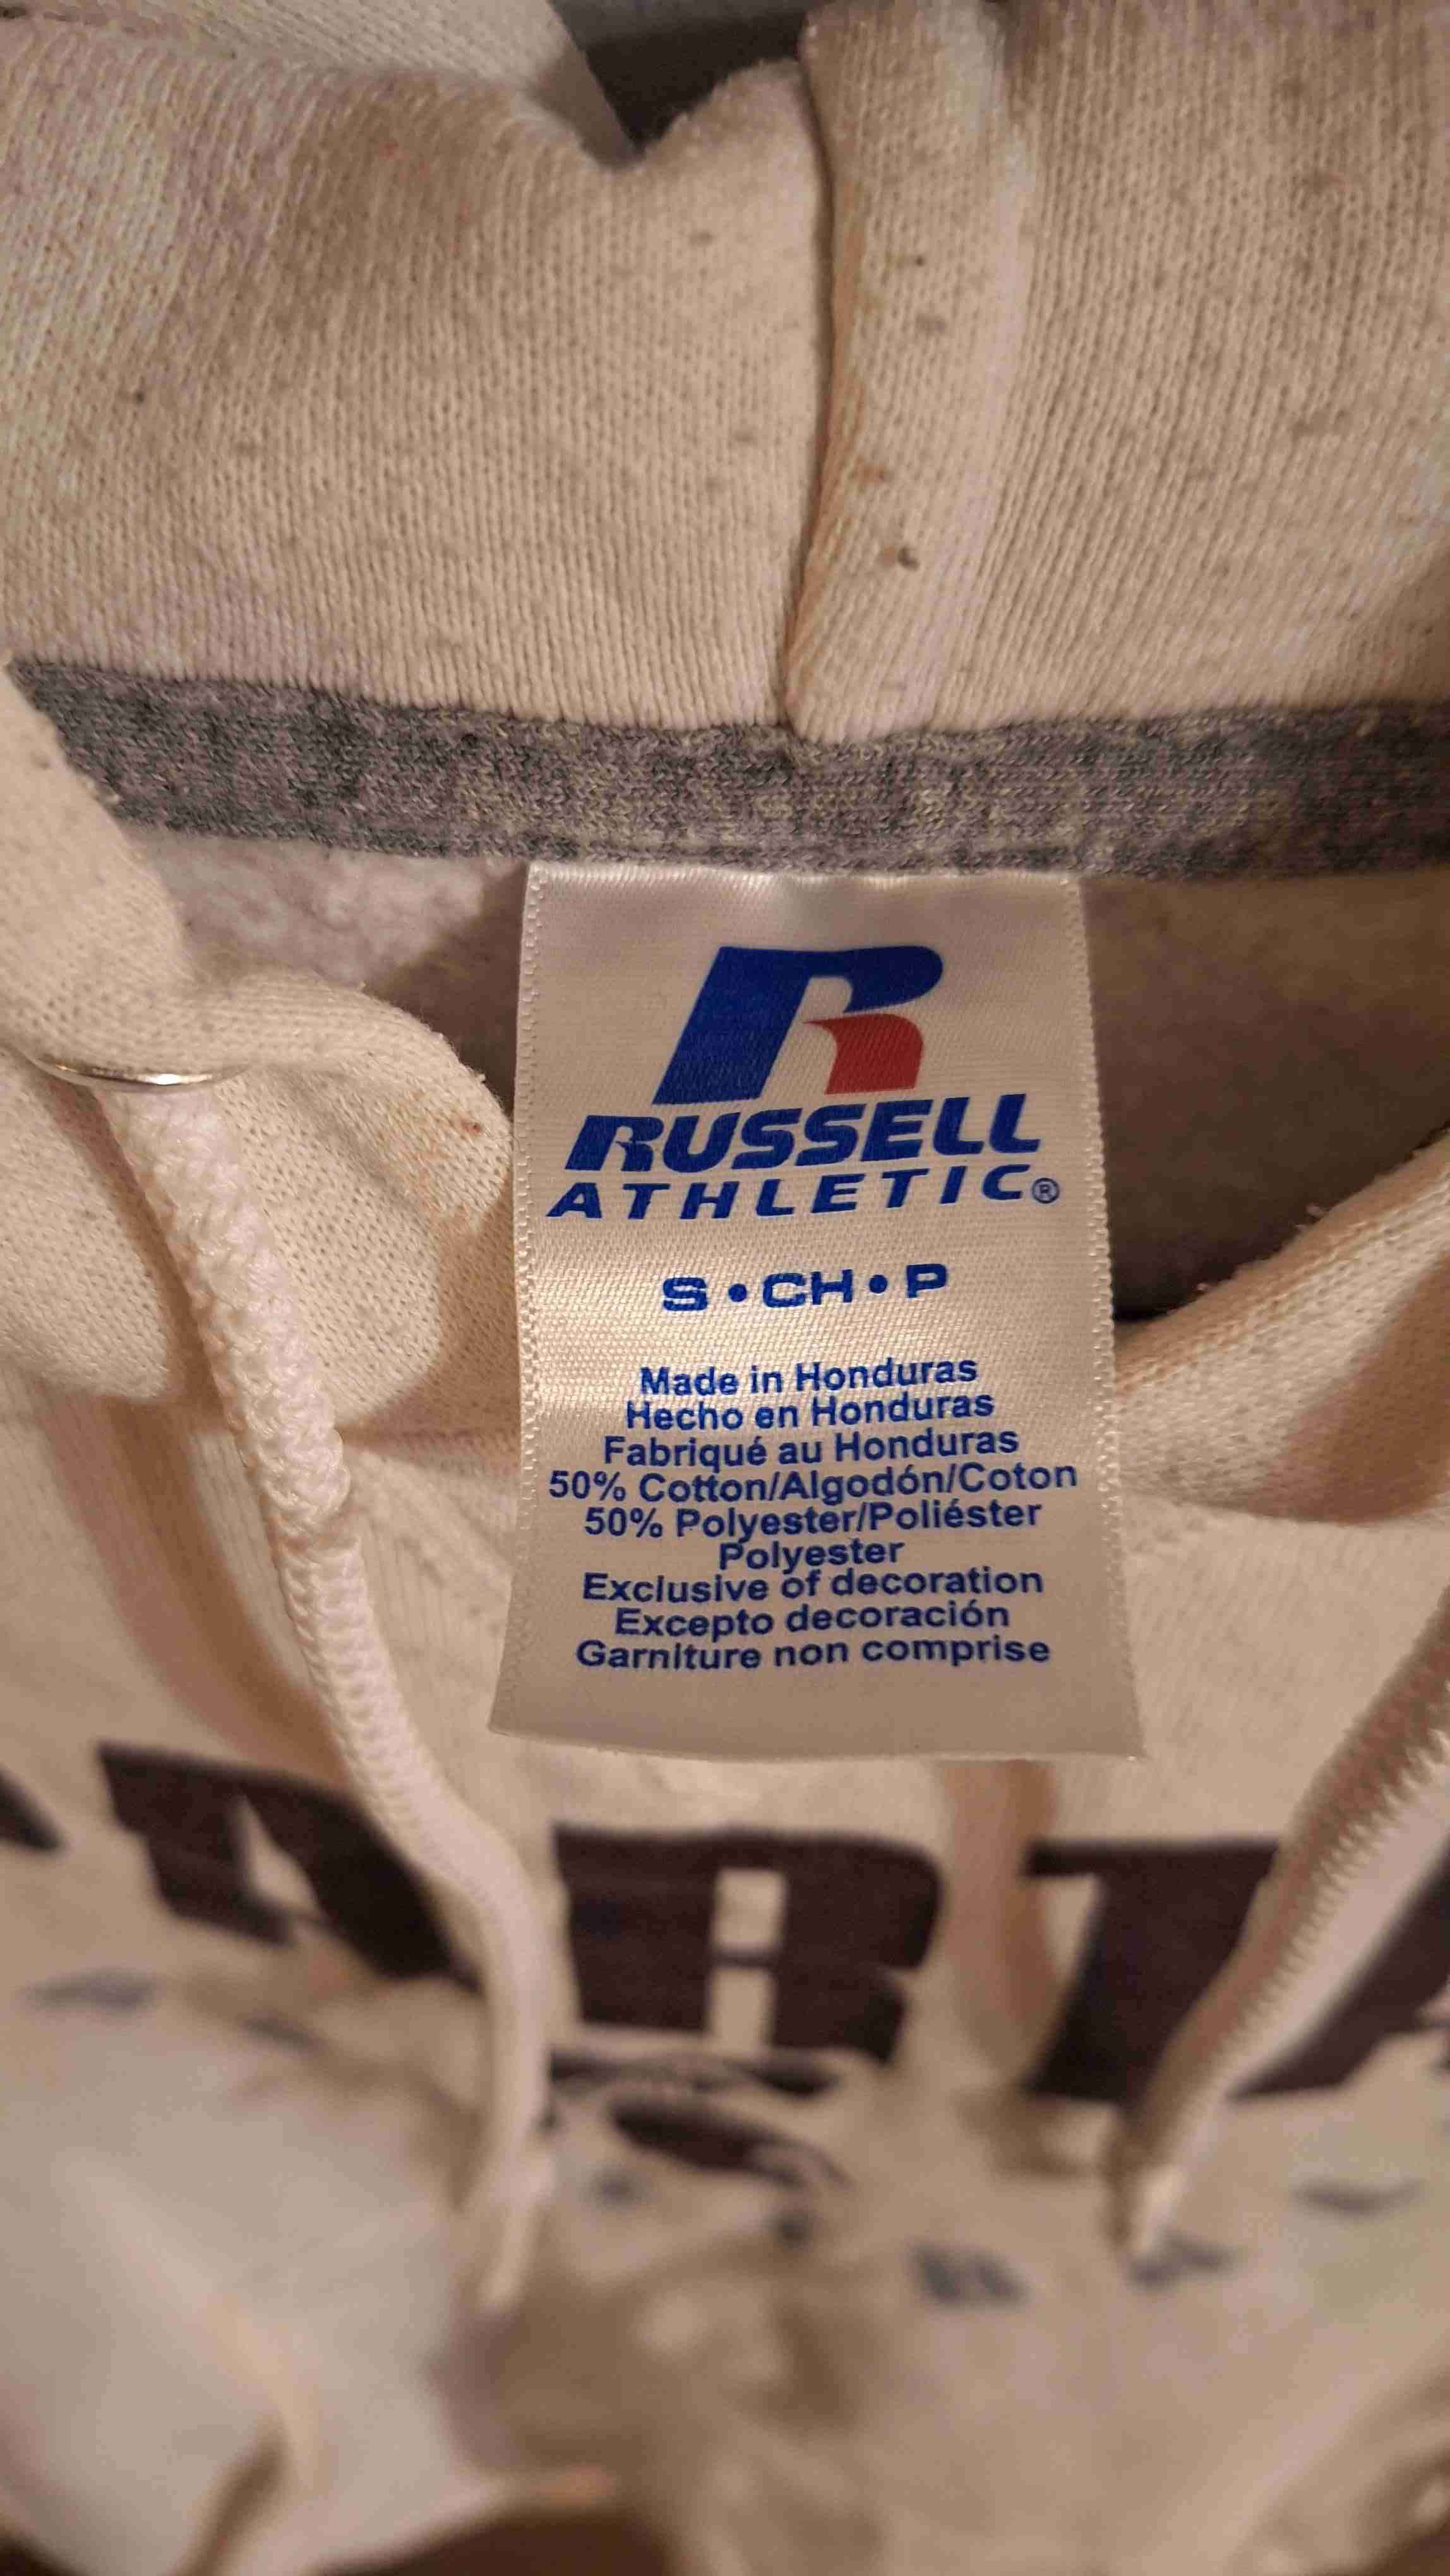 RUSSELL
ATHLETIC®
S • CH • P
Made in Honduras
Hecho en Honduras
Fabriqué au Honduras
50% Cotton/Algodón/Coton
50% Polyester/Poliéster
Polyester
Exclusive of decoration
Excepto decoración
Garniture non comprise